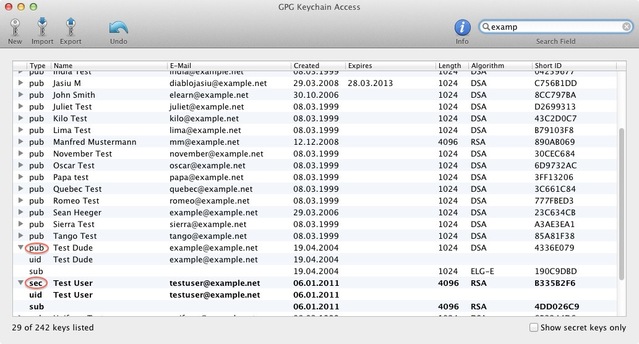 GPG Keychain Access
New Import Export Undo Info examp Search Field
Type Name E-Mail Created Expires Length Algorithm Short ID
pub India Test india@example.net 08.03.1999 1024 DSA
pub Jasiu M diablojasiu@example.net 29.03.2008 28.03.2013 1024 DSA C756B1DD
pub John Smith elearn@example.net 30.10.2006 1024 DSA 8CC797BA
pub Juliet Test juliet@example.net 08.03.1999 1024 DSA D2699313
pub Kilo Test kilo@example.net 08.03.1999 1024 DSA 43C2D0C7
pub Lima Test lima@example.net 08.03.1999 1024 DSA B79103F8
pub Manfred Mustermann mm@example.net 12.12.2008 4096 RSA 890AB069
pub November Test november@example.net 08.03.1999 1024 DSA 30CEC684
pub Oscar Test oscar@example.net 08.03.1999 1024 DSA 6D9732AC
pub Papa test papa@example.net 08.03.1999 1024 DSA 3FF13206
pub Quebec Test quebec@example.net 08.03.1999 1024 DSA 3C661C84
pub Romeo Test romeo@example.net 08.03.1999 1024 DSA 777FBED3
pub Sean Heeger example@example.net 29.03.2006 1024 DSA 23C634CB
pub Sierra Test sierra@example.net 08.03.1999 1024 DSA A3AE3EA1
pub Tango Test tango@example.net 08.03.1999 1024 DSA 85A81F38
pub Test Dude example@example.net 19.04.2004 1024 DSA 4336E079
uid Test Dude example@example.net 19.04.2004
sub 19.04.2004 1024 ELG-E 190C9DBD
sec Test User testuser@example.net 06.01.2011 4096 RSA B335B2F6
uid Test User testuser@example.net 06.01.2011
sub 06.01.2011 4096 RSA 4DD026C9
29 of 242 keys listed Show secret keys only